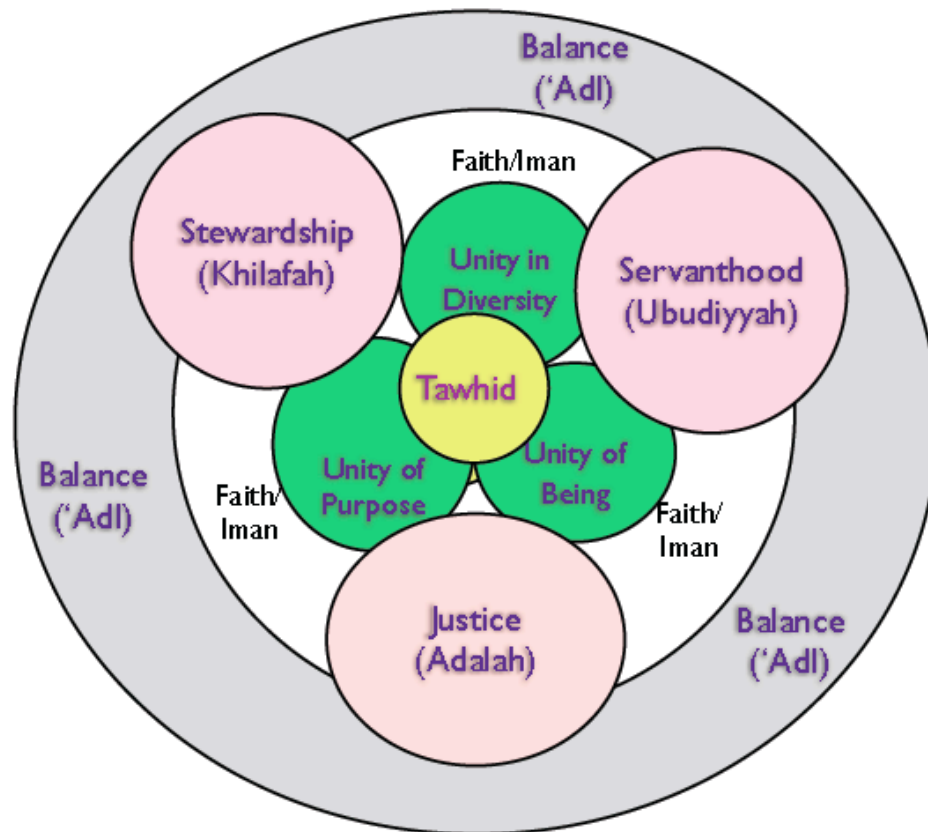 Balance
(‘Adl)
Faith/Iman
Stewardship
(Khilafah)
Unity in
Diversity
Servanthood
(Ubudiyyah)
Tawhid
Balance
(‘Adl)
Faith/
Iman
Unity of
Purpose
Unity of
Being
Faith/
Iman
Justice
(Adalah)
Balance
(‘Adl)